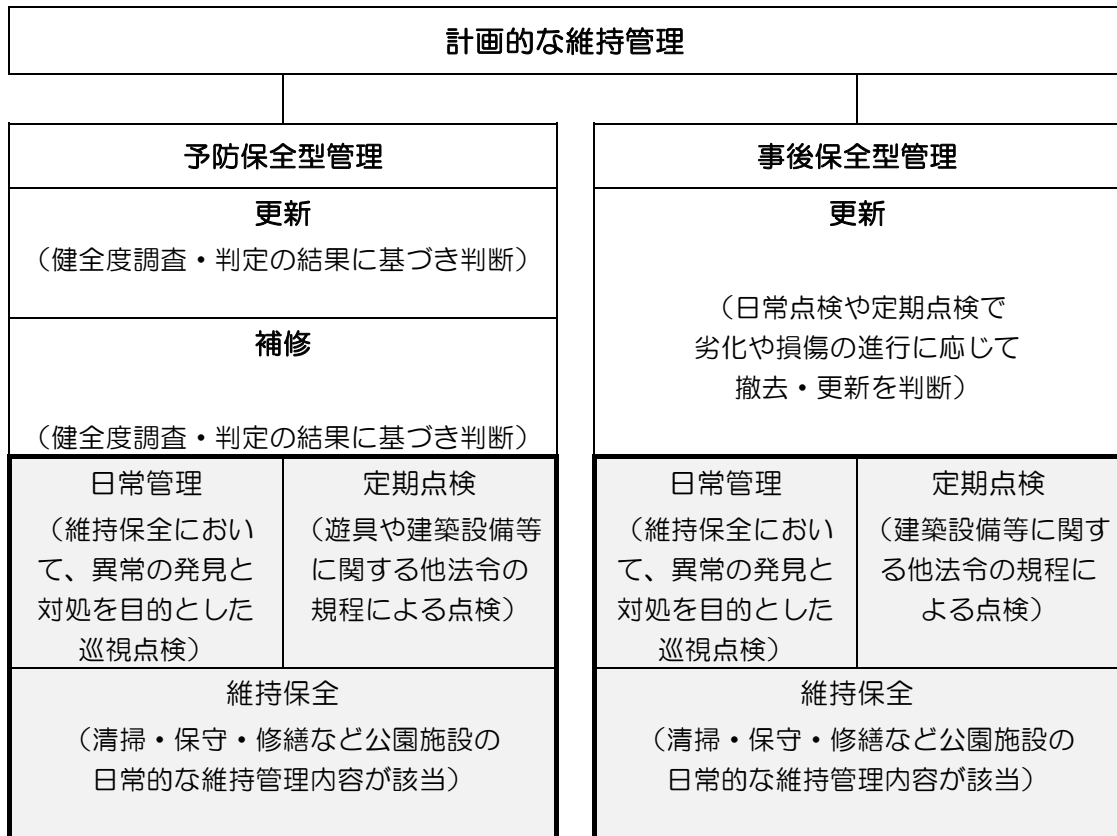 計画的な維持管理
予防保全型管理
更新
（健全度調査・判定の結果に基づき判断）
補修
（健全度調査・判定の結果に基づき判断）
日常管理
（維持保全におい
て、異常の発見と
対処を目的とした
巡視点検）
定期点検
（遊具や建築設備等
に関する他法令の
規程による点検）
維持保全
（清掃・保守・修繕など公園施設の
日常的な維持管理内容が該当）
事後保全型管理
更新
（日常点検や定期点検で
劣化や損傷の進行に応じて
撤去・更新を判断）
日常管理
（維持保全におい
て、異常の発見と
対処を目的とした
巡視点検）
定期点検
（建築設備等に関す
る他法令の規程に
よる点検）
維持保全
（清掃・保守・修繕など公園施設の
日常的な維持管理内容が該当）